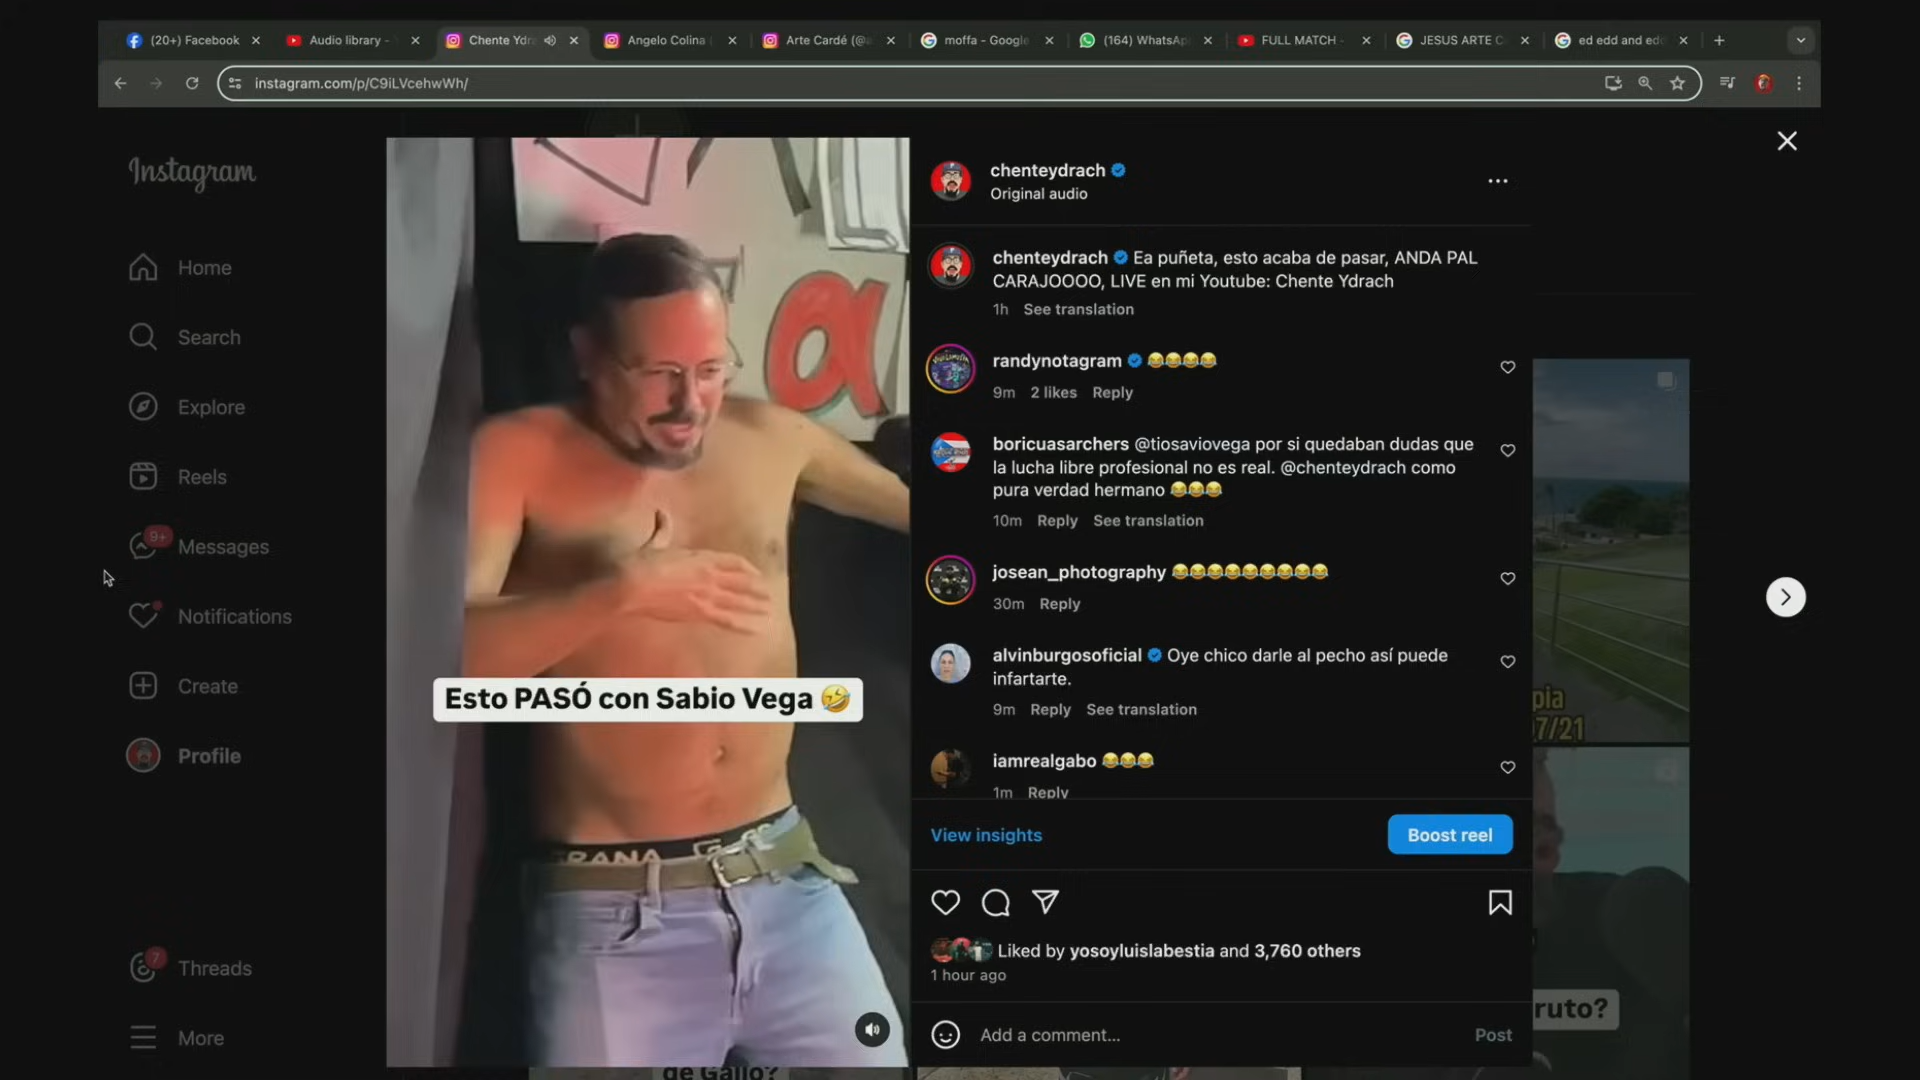 (20+) Facebook
Audio library -
Chente Ydra
Angelo Colina
Arte Cardé (@a
moffa - Google
(164) WhatsAp
FULL MATCH -
JESUS ARTE C
ed edd and ed
instagram.com/p/C9iLVcehwWh/
Instagram
Home
Search
Explore
Reels
9+
Messages
Notifications
Create
Profile
7
Threads
More
a
Esto PASÓ con Sabio Vega 🤣
RANA
chenteydrach
Original audio
chenteydrach Ea puñeta, esto acaba de pasar, ANDA PAL
CARAJOOOO, LIVE en mi Youtube: Chente Ydrach
1h See translation
randynotagram 😂😂😂😂
9m 2 likes Reply
boricuasarchers @tiosaviovega por si quedaban dudas que
la lucha libre profesional no es real. @chenteydrach como
pura verdad hermano 😂😂😂
10m Reply See translation
josean_photography 😂😂😂😂😂😂😂😂😂
30m Reply
alvinburgosoficial Oye chico darle al pecho así puede
infartarte.
9m Reply See translation
iamrealgabo 😂😂😂
1m Reply
View insights
Boost reel
Liked by yosoyluislabestia and 3,760 others
1 hour ago
Add a comment...
Post
pia
7/21
ruto?
de Gallo?